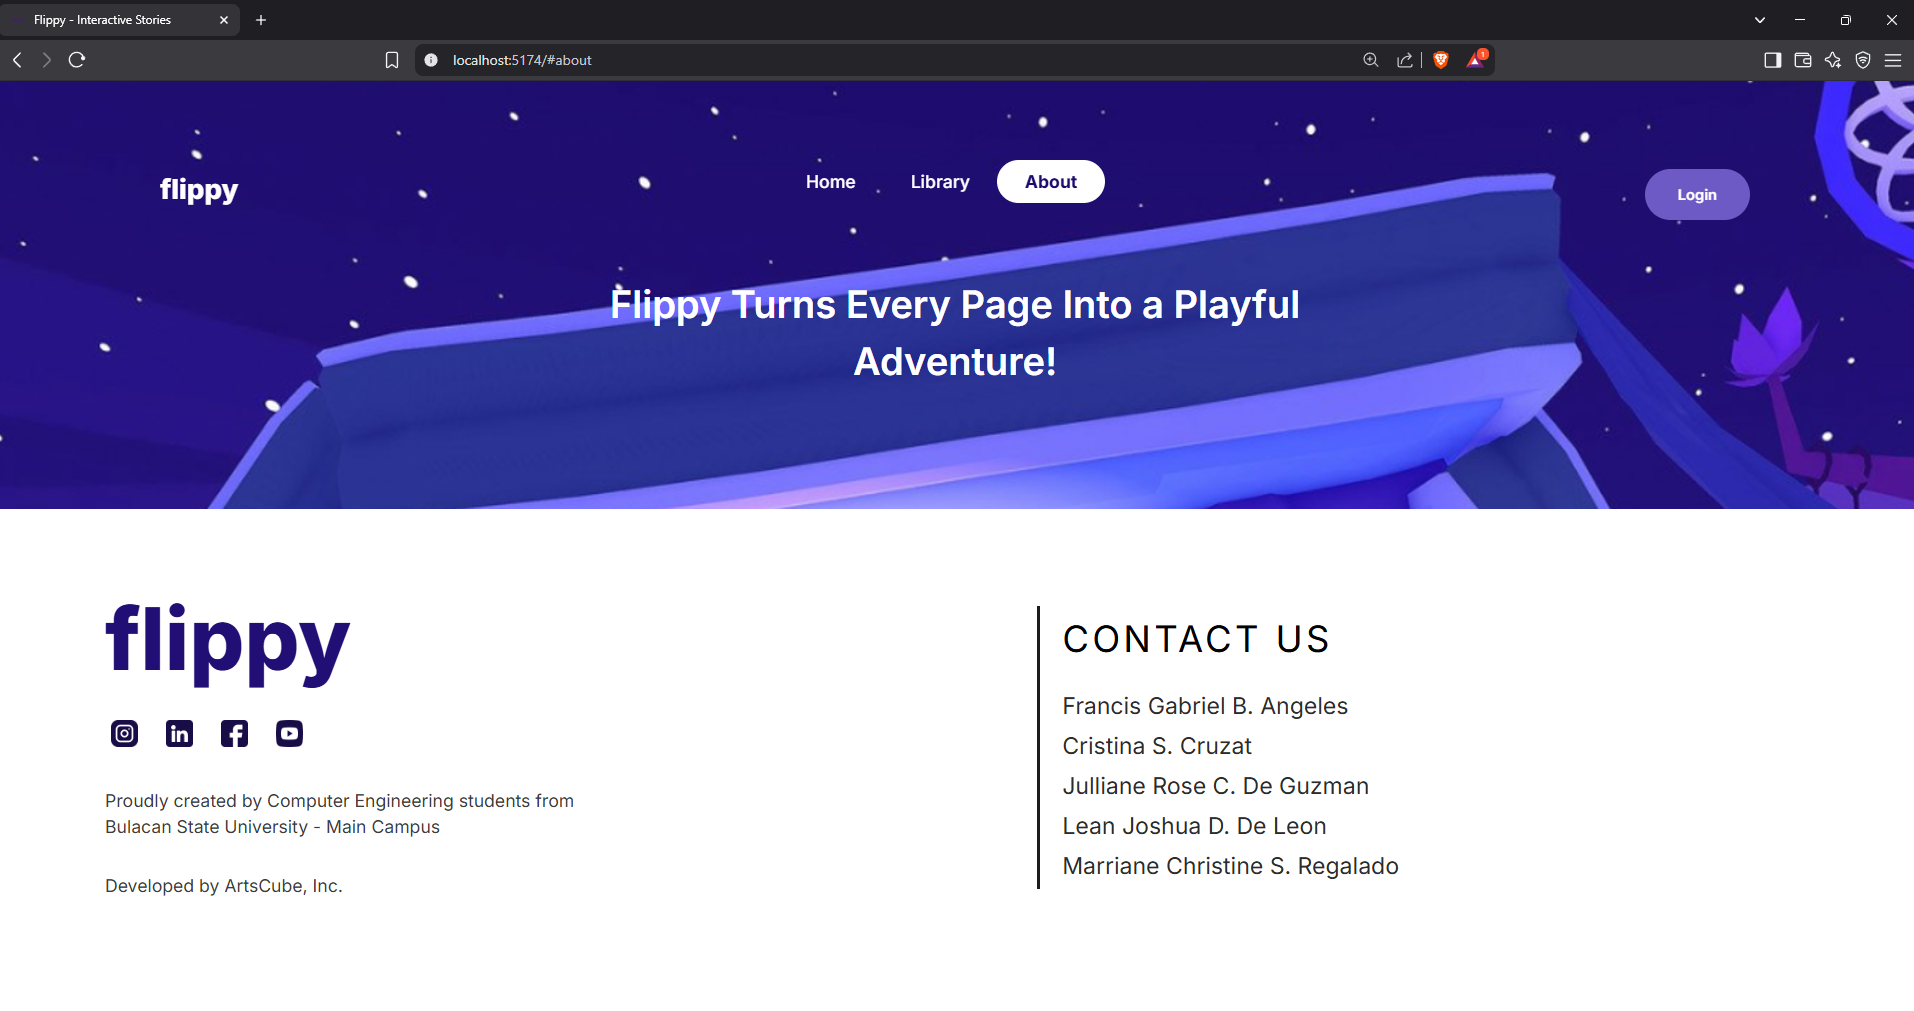 Flippy - Interactive Stories
localhost:5174/#about
1
flippy
Home
Library
About
Login
Flippy Turns Every Page Into a Playful
Adventure!
flippy
in
Proudly created by Computer Engineering students from
Bulacan State University - Main Campus
Developed by ArtsCube, Inc.
CONTACT US
Francis Gabriel B. Angeles
Cristina S. Cruzat
Julliane Rose C. De Guzman
Lean Joshua D. De Leon
Marriane Christine S. Regalado